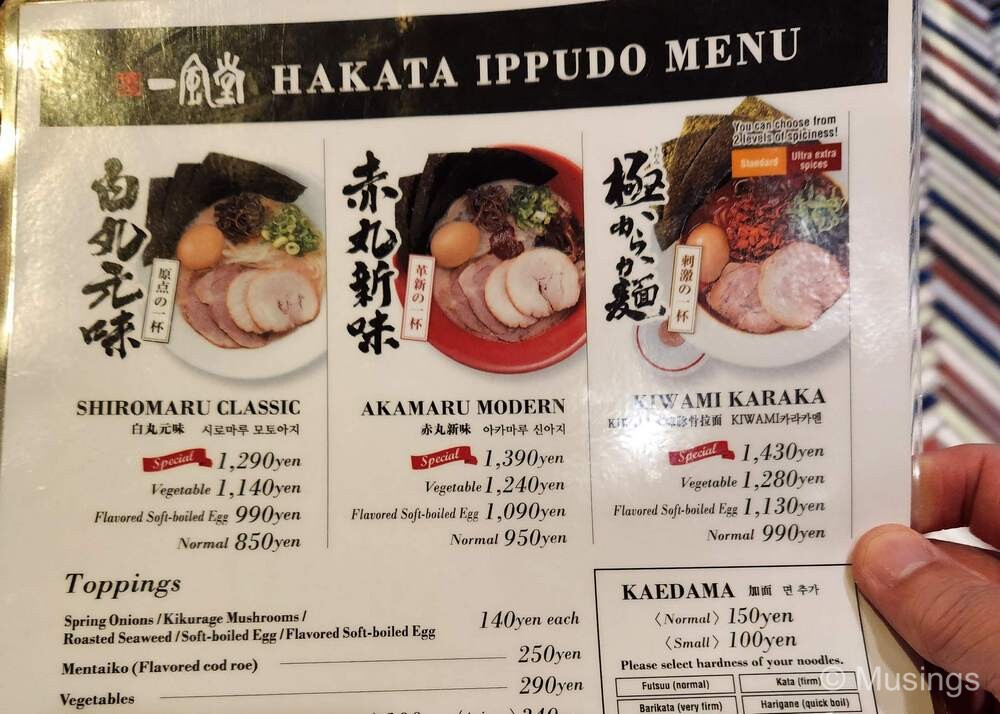 一風堂 HAKATA IPPUDO MENU
白丸元味
原点の一杯
SHIROMARU CLASSIC
白丸元味 시로마루 모토아지
Special 1,290yen
Vegetable 1,140yen
Flavored Soft-boiled Egg 990yen
Normal 850yen
赤丸新味
革新の一杯
AKAMARU MODERN
赤丸新味 아카마루 신아지
Special 1,390yen
Vegetable 1,240yen
Flavored Soft-boiled Egg 1,090yen
Normal 950yen
You can choose from
2 levels of spiciness!
Standard
Ultra extra
spices
極からか麺
刺激の一杯
KIWAMI KARAKA
豚骨拉面 KIWAMI카라카멘
Special 1,430yen
Vegetable 1,280yen
Flavored Soft-boiled Egg 1,130yen
Normal 990yen
Toppings
Spring Onions / Kikurage Mushrooms /
Roasted Seaweed / Soft-boiled Egg / Flavored Soft-boiled Egg 140yen each
Mentaiko (Flavored cod roe) 250yen
Vegetables 290yen
KAEDAMA 加面 면 추가
〈Normal〉 150yen
〈Small〉 100yen
Please select hardness of your noodles.
Futsuu (normal) Kata (firm)
Barikata (very firm) Harigane (quick boil)
© Musings